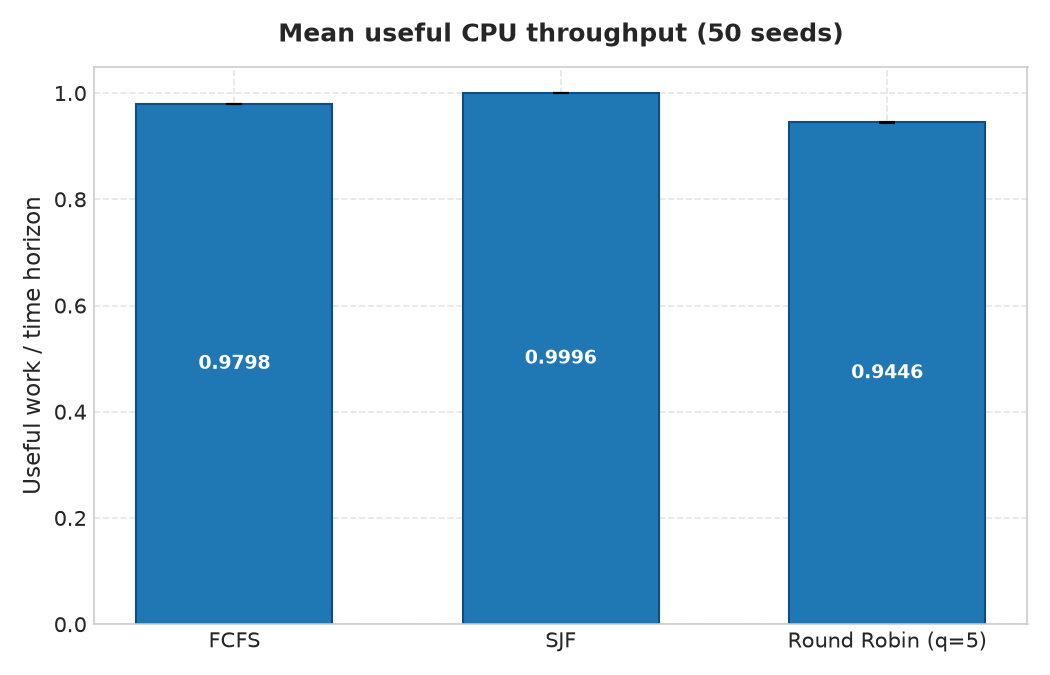 Mean useful CPU throughput (50 seeds)
Useful work / time horizon
1.0
0.8
0.6
0.4
0.2
0.0
0.9798
0.9996
0.9446
FCFS
SJF
Round Robin (q=5)